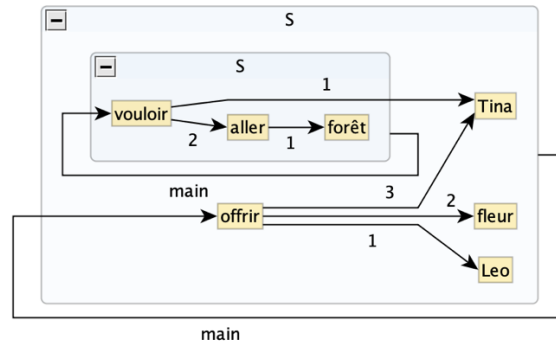 S
S
1
vouloir
Tina
aller
forêt
2
1
main
3
offrir
2
fleur
1
Leo
main